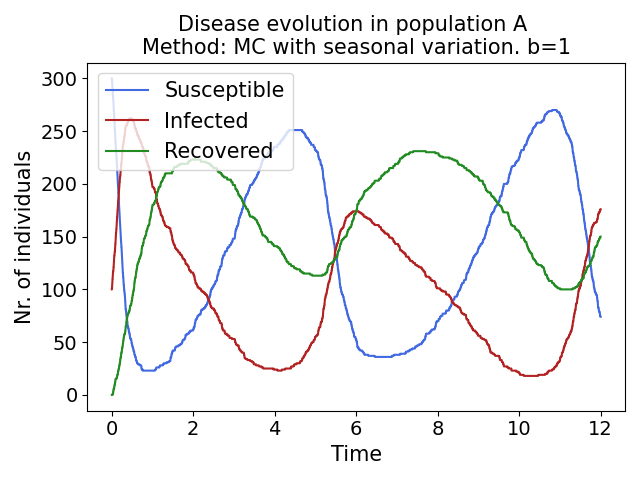 Disease evolution in population A
Method: MC with seasonal variation. b=1
Susceptible
Infected
Recovered
Nr. of individuals
300
250
200
150
100
50
0
0 2 4 6 8 10 12
Time